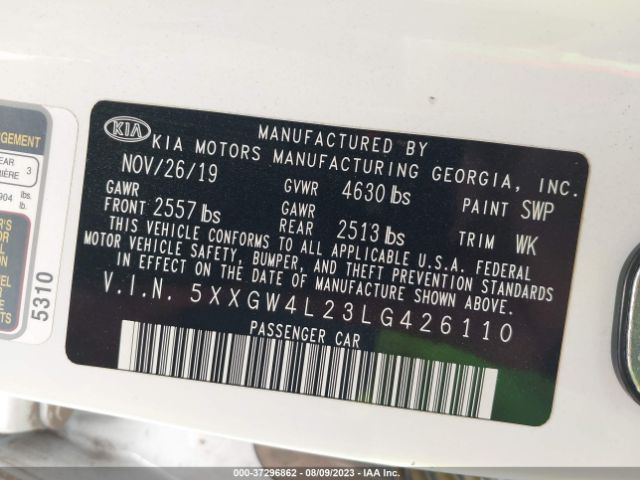 GEMENT
EAR 3
IÈRE
904 lbs.
kg.
5310
KIA
MANUFACTURED BY
KIA MOTORS MANUFACTURING GEORGIA, INC.
NOV/26/19 GVWR 4630 lbs PAINT SWP
GAWR GAWR
FRONT 2557 lbs REAR 2513 lbs TRIM WK
THIS VEHICLE CONFORMS TO ALL APPLICABLE U.S.A. FEDERAL
MOTOR VEHICLE SAFETY, BUMPER, AND THEFT PREVENTION STANDARDS
IN EFFECT ON THE DATE OF MANUFACTURE SHOWN ABOVE.
V.I.N. 5XXGW4L23LG426110
PASSENGER CAR
000-37296862 - 08/09/2023 - IAA Inc.